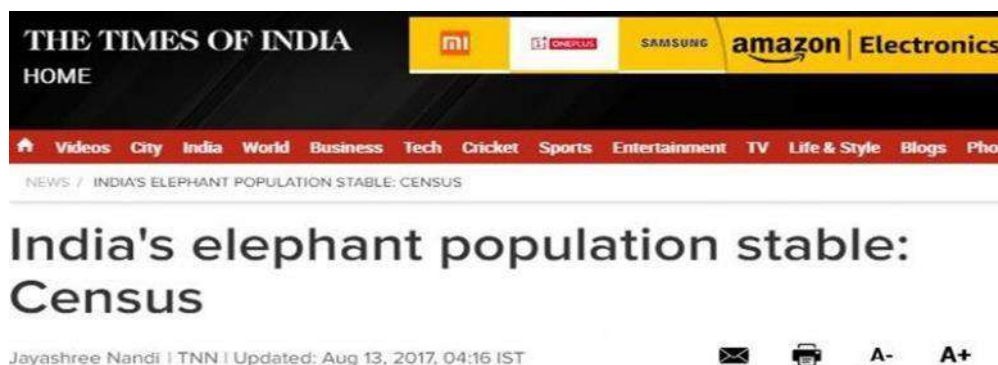 THE TIMES OF INDIA
HOME
mi ONEPLUS SAMSUNG amazon | Electronics
Videos City India World Business Tech Cricket Sports Entertainment TV Life & Style Blogs Pho
NEWS / INDIA'S ELEPHANT POPULATION STABLE: CENSUS
India's elephant population stable:
Census
Jayashree Nandi | TNN | Updated: Aug 13, 2017, 04:16 IST A- A+